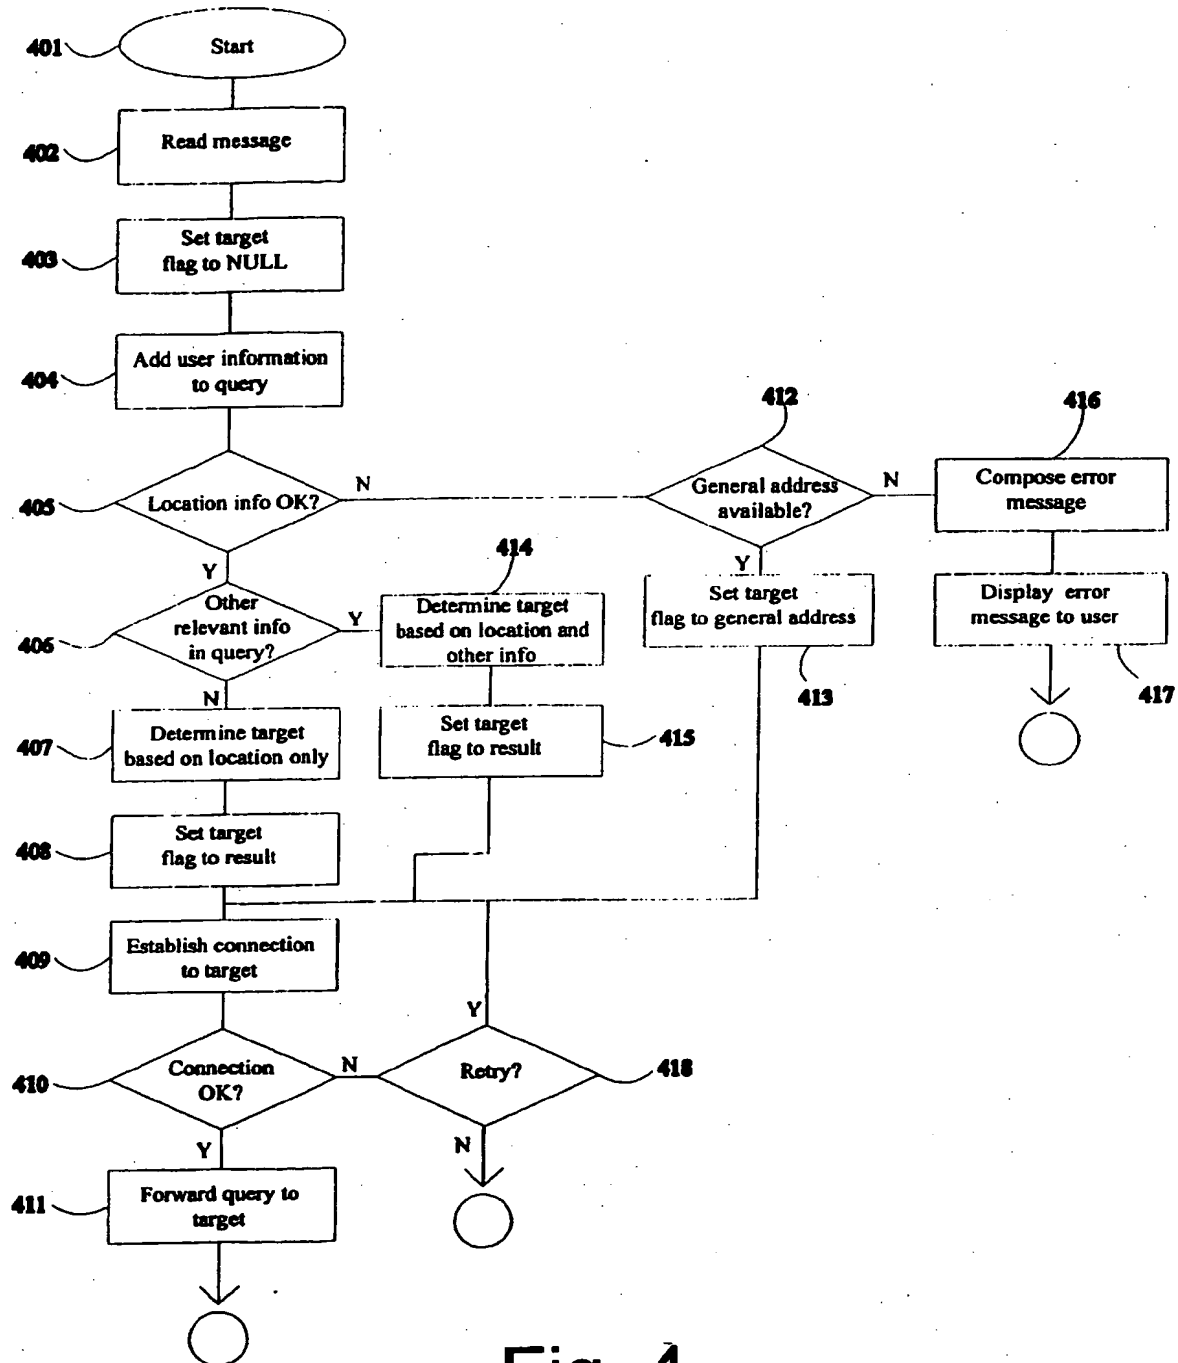 401
Start
402
Read message
403
Set target
flag to NULL
404
Add user information
to query
405
Location info OK?
N
Y
412
General address
available?
N
Y
416
Compose error
message
Display error
message to user
417
Set target
flag to general address
413
406
Other
relevant info
in query?
Y
N
414
Determine target
based on location and
other info
Set target
flag to result
415
407
Determine target
based on location only
408
Set target
flag to result
409
Establish connection
to target
410
Connection
OK?
N
Y
Retry?
418
Y
N
411
Forward query to
target
Fig. 4